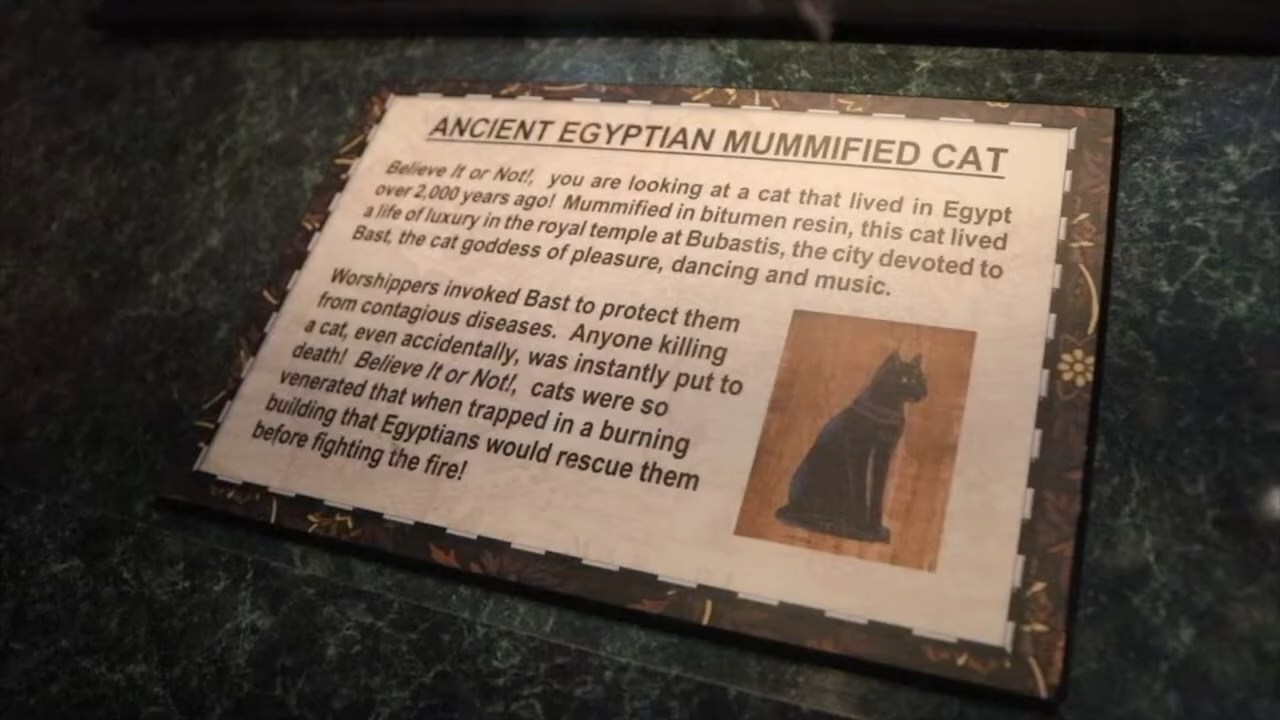 ANCIENT EGYPTIAN MUMMIFIED CAT
Believe It or Not!, you are looking at a cat that lived in Egypt
over 2,000 years ago! Mummified in bitumen resin, this cat lived
a life of luxury in the royal temple at Bubastis, the city devoted to
Bast, the cat goddess of pleasure, dancing and music.
Worshippers invoked Bast to protect them
from contagious diseases. Anyone killing
a cat, even accidentally, was instantly put to
death! Believe It or Not!, cats were so
venerated that when trapped in a burning
building that Egyptians would rescue them
before fighting the fire!